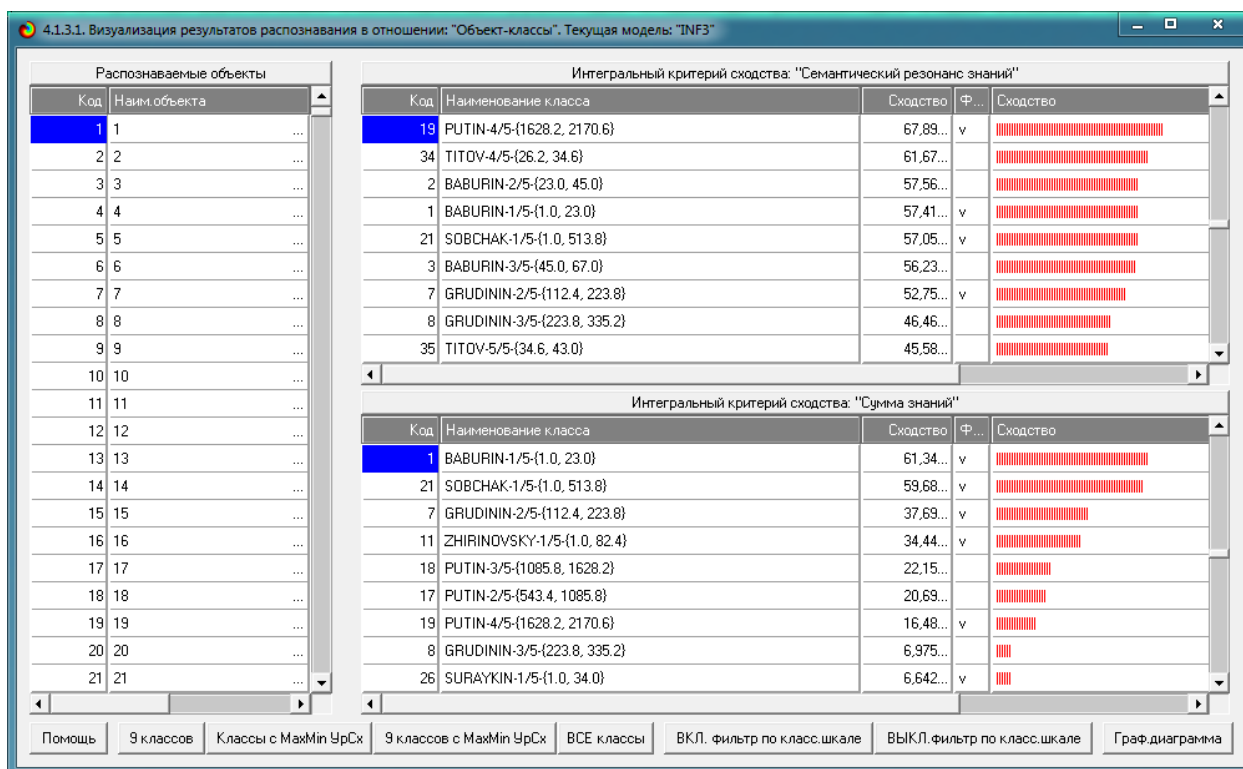 4.1.3.1. Визуализация результатов распознавания в отношении: "Объект-классы". Текущая модель: "INF3"
Распознаваемые объекты
Код Наим.объекта
1 1 ...
2 2 ...
3 3 ...
4 4 ...
5 5 ...
6 6 ...
7 7 ...
8 8 ...
9 9 ...
10 10 ...
11 11 ...
12 12 ...
13 13 ...
14 14 ...
15 15 ...
16 16 ...
17 17 ...
18 18 ...
19 19 ...
20 20 ...
21 21 ...
Интегральный критерий сходства: "Семантический резонанс знаний"
Код Наименование класса Сходство Ф... Сходство
19 PUTIN-4/5-{1628.2, 2170.6} 67,89... v
34 TITOV-4/5-{26.2, 34.6} 61,67...
2 BABURIN-2/5-{23.0, 45.0} 57,56...
1 BABURIN-1/5-{1.0, 23.0} 57,41... v
21 SOBCHAK-1/5-{1.0, 513.8} 57,05... v
3 BABURIN-3/5-{45.0, 67.0} 56,23...
7 GRUDININ-2/5-{112.4, 223.8} 52,75... v
8 GRUDININ-3/5-{223.8, 335.2} 46,46...
35 TITOV-5/5-{34.6, 43.0} 45,58...
Интегральный критерий сходства: "Сумма знаний"
Код Наименование класса Сходство Ф... Сходство
1 BABURIN-1/5-{1.0, 23.0} 61,34... v
21 SOBCHAK-1/5-{1.0, 513.8} 59,68... v
7 GRUDININ-2/5-{112.4, 223.8} 37,69... v
11 ZHIRINOVSKY-1/5-{1.0, 82.4} 34,44... v
18 PUTIN-3/5-{1085.8, 1628.2} 22,15...
17 PUTIN-2/5-{543.4, 1085.8} 20,69...
19 PUTIN-4/5-{1628.2, 2170.6} 16,48... v
8 GRUDININ-3/5-{223.8, 335.2} 6,975...
26 SURAYKIN-1/5-{1.0, 34.0} 6,642... v
Помощь 9 классов Классы с MaxMin УрСх 9 классов с MaxMin УрСх ВСЕ классы ВКЛ. фильтр по класс.шкале ВЫКЛ.фильтр по класс.шкале Граф.диаграмма